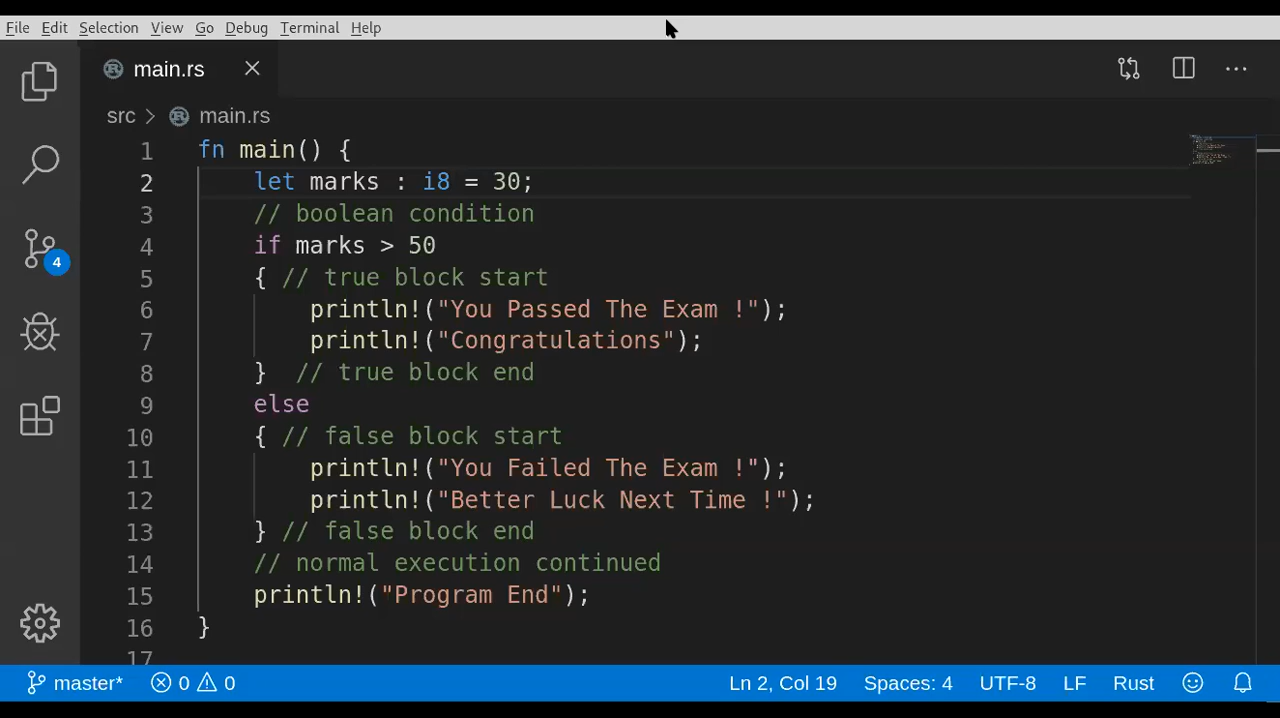 File Edit Selection View Go Debug Terminal Help
main.rs
src > main.rs
1 fn main() {
2 let marks : i8 = 30;
3 // boolean condition
4 if marks > 50
5 { // true block start
6 println!("You Passed The Exam !");
7 println!("Congratulations");
8 } // true block end
9 else
10 { // false block start
11 println!("You Failed The Exam !");
12 println!("Better Luck Next Time !");
13 } // false block end
14 // normal execution continued
15 println!("Program End");
16 }
17
4
master* 0 0 Ln 2, Col 19 Spaces: 4 UTF-8 LF Rust